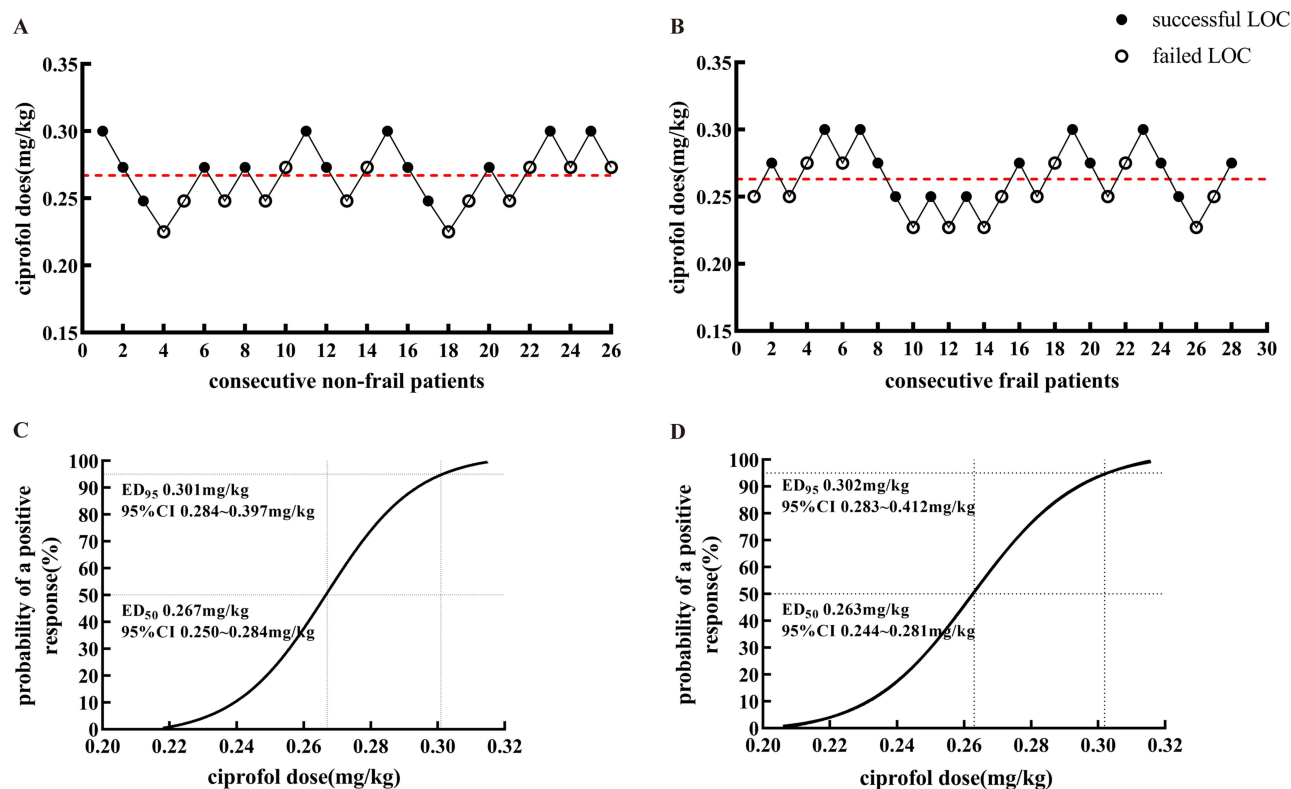 A
B
successful LOC
failed LOC
ciprofol does(mg/kg)
0.35
0.30
0.25
0.20
0.15
0 2 4 6 8 10 12 14 16 18 20 22 24 26
consecutive non-frail patients
ciprofol does(mg/kg)
0.35
0.30
0.25
0.20
0.15
0 2 4 6 8 10 12 14 16 18 20 22 24 26 28 30
consecutive frail patients
C
probability of a positive
response(%)
100
90
80
70
60
50
40
30
20
10
0
ED95 0.301mg/kg
95%CI 0.284~0.397mg/kg
ED50 0.267mg/kg
95%CI 0.250~0.284mg/kg
0.20 0.22 0.24 0.26 0.28 0.30 0.32
ciprofol dose(mg/kg)
D
probability of a positive
response(%)
100
90
80
70
60
50
40
30
20
10
0
ED95 0.302mg/kg
95%CI 0.283~0.412mg/kg
ED50 0.263mg/kg
95%CI 0.244~0.281mg/kg
0.20 0.22 0.24 0.26 0.28 0.30 0.32
ciprofol dose(mg/kg)